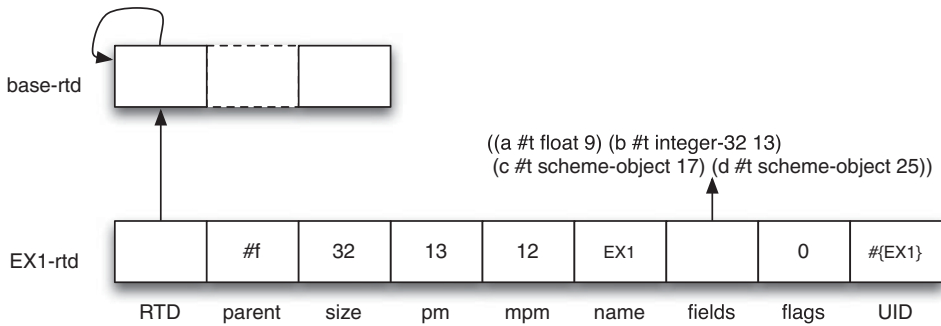 base-rtd
((a #t float 9) (b #t integer-32 13)
(c #t scheme-object 17) (d #t scheme-object 25))
EX1-rtd #f 32 13 12 EX1 0 #{EX1}
RTD parent size pm mpm name fields flags UID